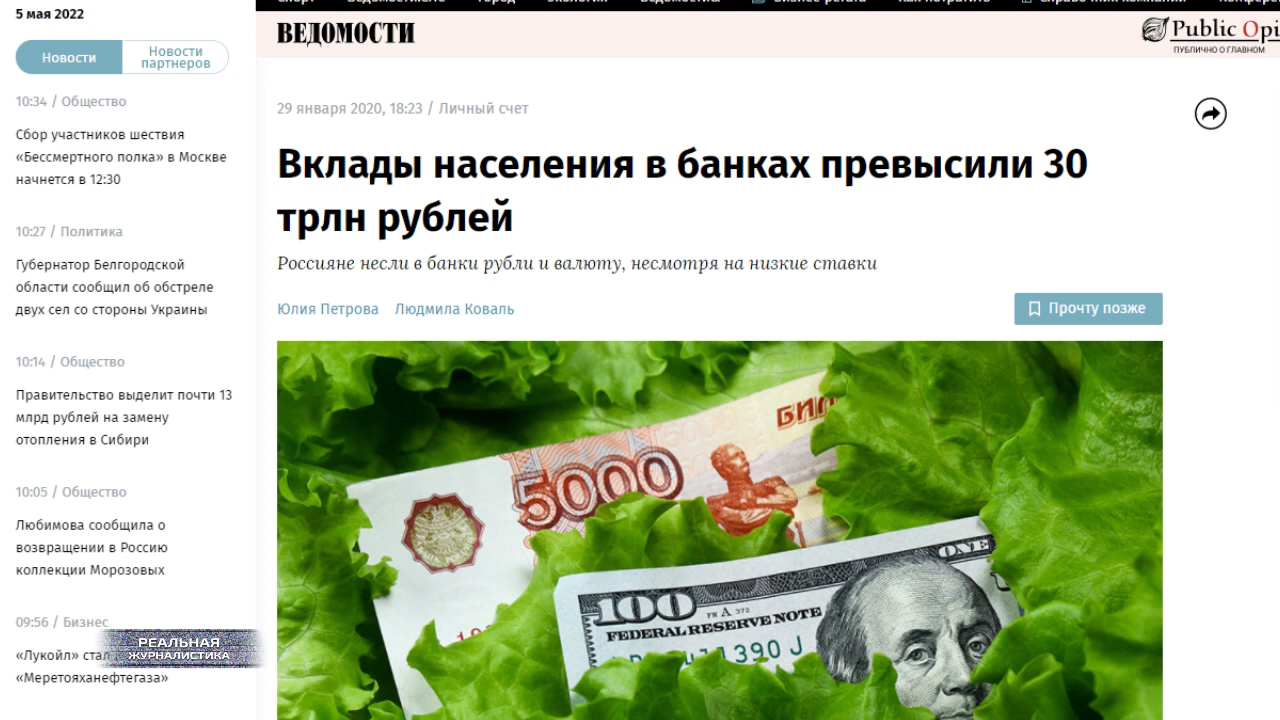 5 мая 2022
Новости
Новости
партнеров
10:34 / Общество
Сбор участников шествия
«Бессмертного полка» в Москве
начнется в 12:30
10:27 / Политика
Губернатор Белгородской
области сообщил об обстреле
двух сел со стороны Украины
10:14 / Общество
Правительство выделит почти 13
млрд рублей на замену
отопления в Сибири
10:05 / Общество
Любимова сообщила о
возвращении в Россию
коллекции Морозовых
09:56 / Бизнес
«Лукойл» стал
«Меретояханефтегаза»
РЕАЛЬНАЯ
ЖУРНАЛИСТИКА
ВЕДОМОСТИ
Public Opi
ПУБЛИЧНО О ГЛАВНОМ
29 января 2020, 18:23 / Личный счет
Вклады населения в банках превысили 30
трлн рублей
Россияне несли в банки рубли и валюту, несмотря на низкие ставки
Юлия Петрова Людмила Коваль
Прочту позже
БИЛ
5000
ONE
100
FEDERAL RESERVE NOTE